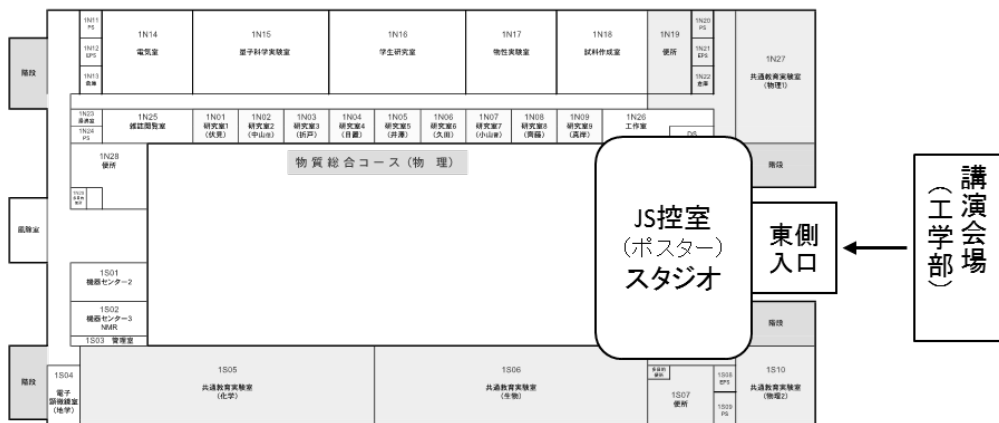 1N11
PS
1N12
EPS
1N13
倉庫
1N14
電気室
1N15
量子科学実験室
1N16
学生研究室
1N17
物性実験室
1N18
試料作成室
1N19
便所
1N20
PS
1N21
EPS
1N22
倉庫
1N27
共通教育実験室
(物理1)
階段
1N23
1N24
PS
1N25
雑誌閲覧室
1N01
研究室1
(伏見)
1N02
研究室2
1N03
研究室3
(折戸)
1N04
研究室4
1N05
研究室5
1N06
研究室6
(久田)
1N07
研究室7
1N08
研究室8
(齊藤)
1N09
研究室9
(真岸)
1N26
工作室
1N28
便所
物質総合コース(物 理)
階段
風除室
JS控室
(ポスター)
スタジオ
東側
入口
講演会場
(工学部)
1S01
機器センター2
1S02
機器センター3
NMR
1S03 管理室
階段
階段
1S04
電子
顕微鏡室
(地学)
1S05
共通教育実験室
(化学)
1S06
共通教育実験室
(生物)
1S07
便所
1S08
EPS
1S09
PS
1S10
共通教育実験室
(物理2)